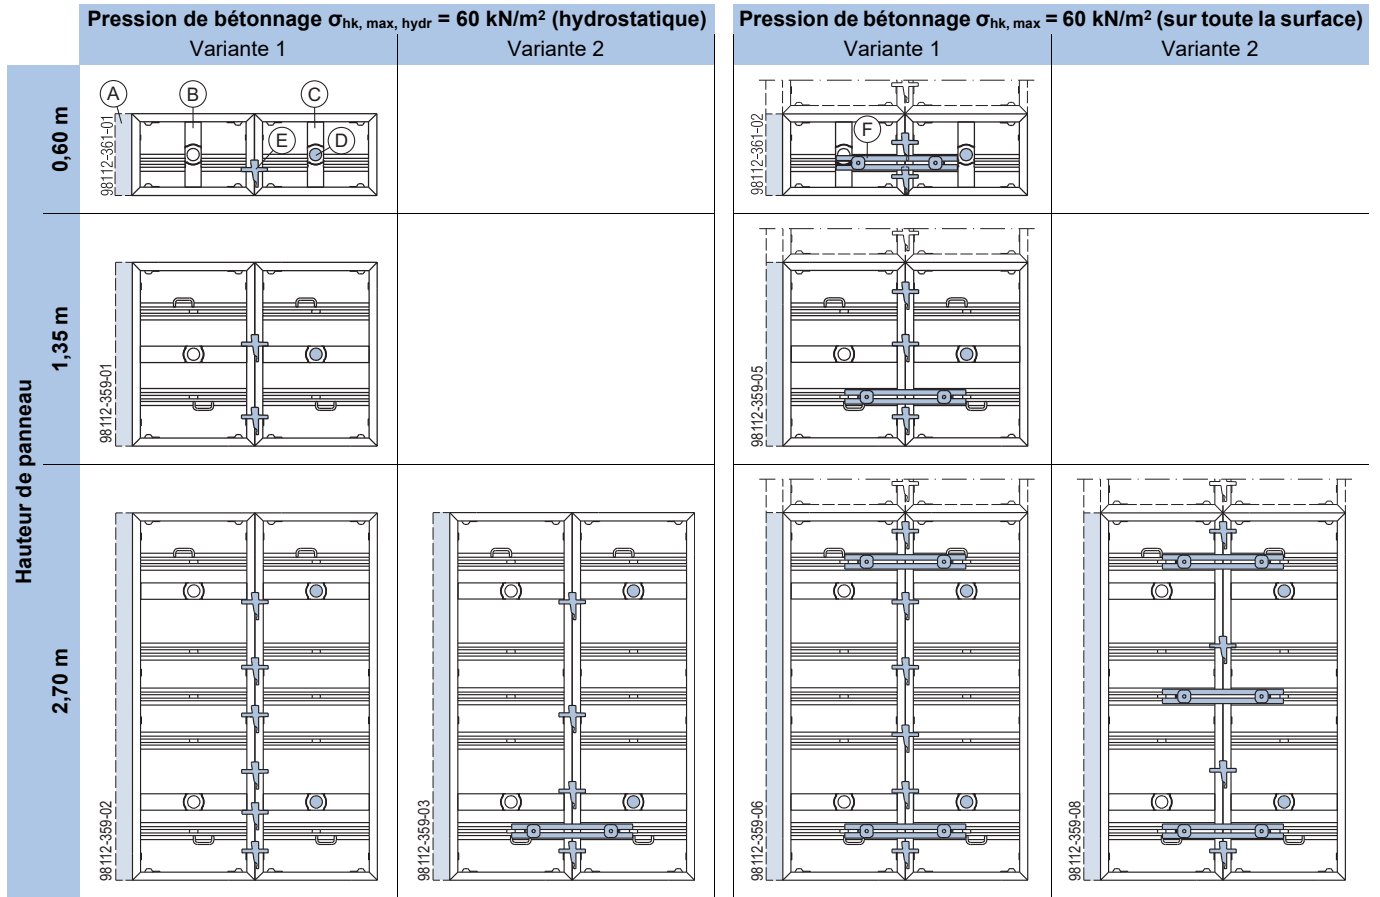 Pression de bétonnage σhk, max, hydr = 60 kN/m² (hydrostatique)
Variante 1
Variante 2
Pression de bétonnage σhk, max = 60 kN/m² (sur toute la surface)
Variante 1
Variante 2
Hauteur de panneau
0,60 m
A
B
C
D
E
98112-361-01
F
98112-361-02
1,35 m
98112-359-01
98112-359-05
2,70 m
98112-359-02
98112-359-03
98112-359-06
98112-359-08